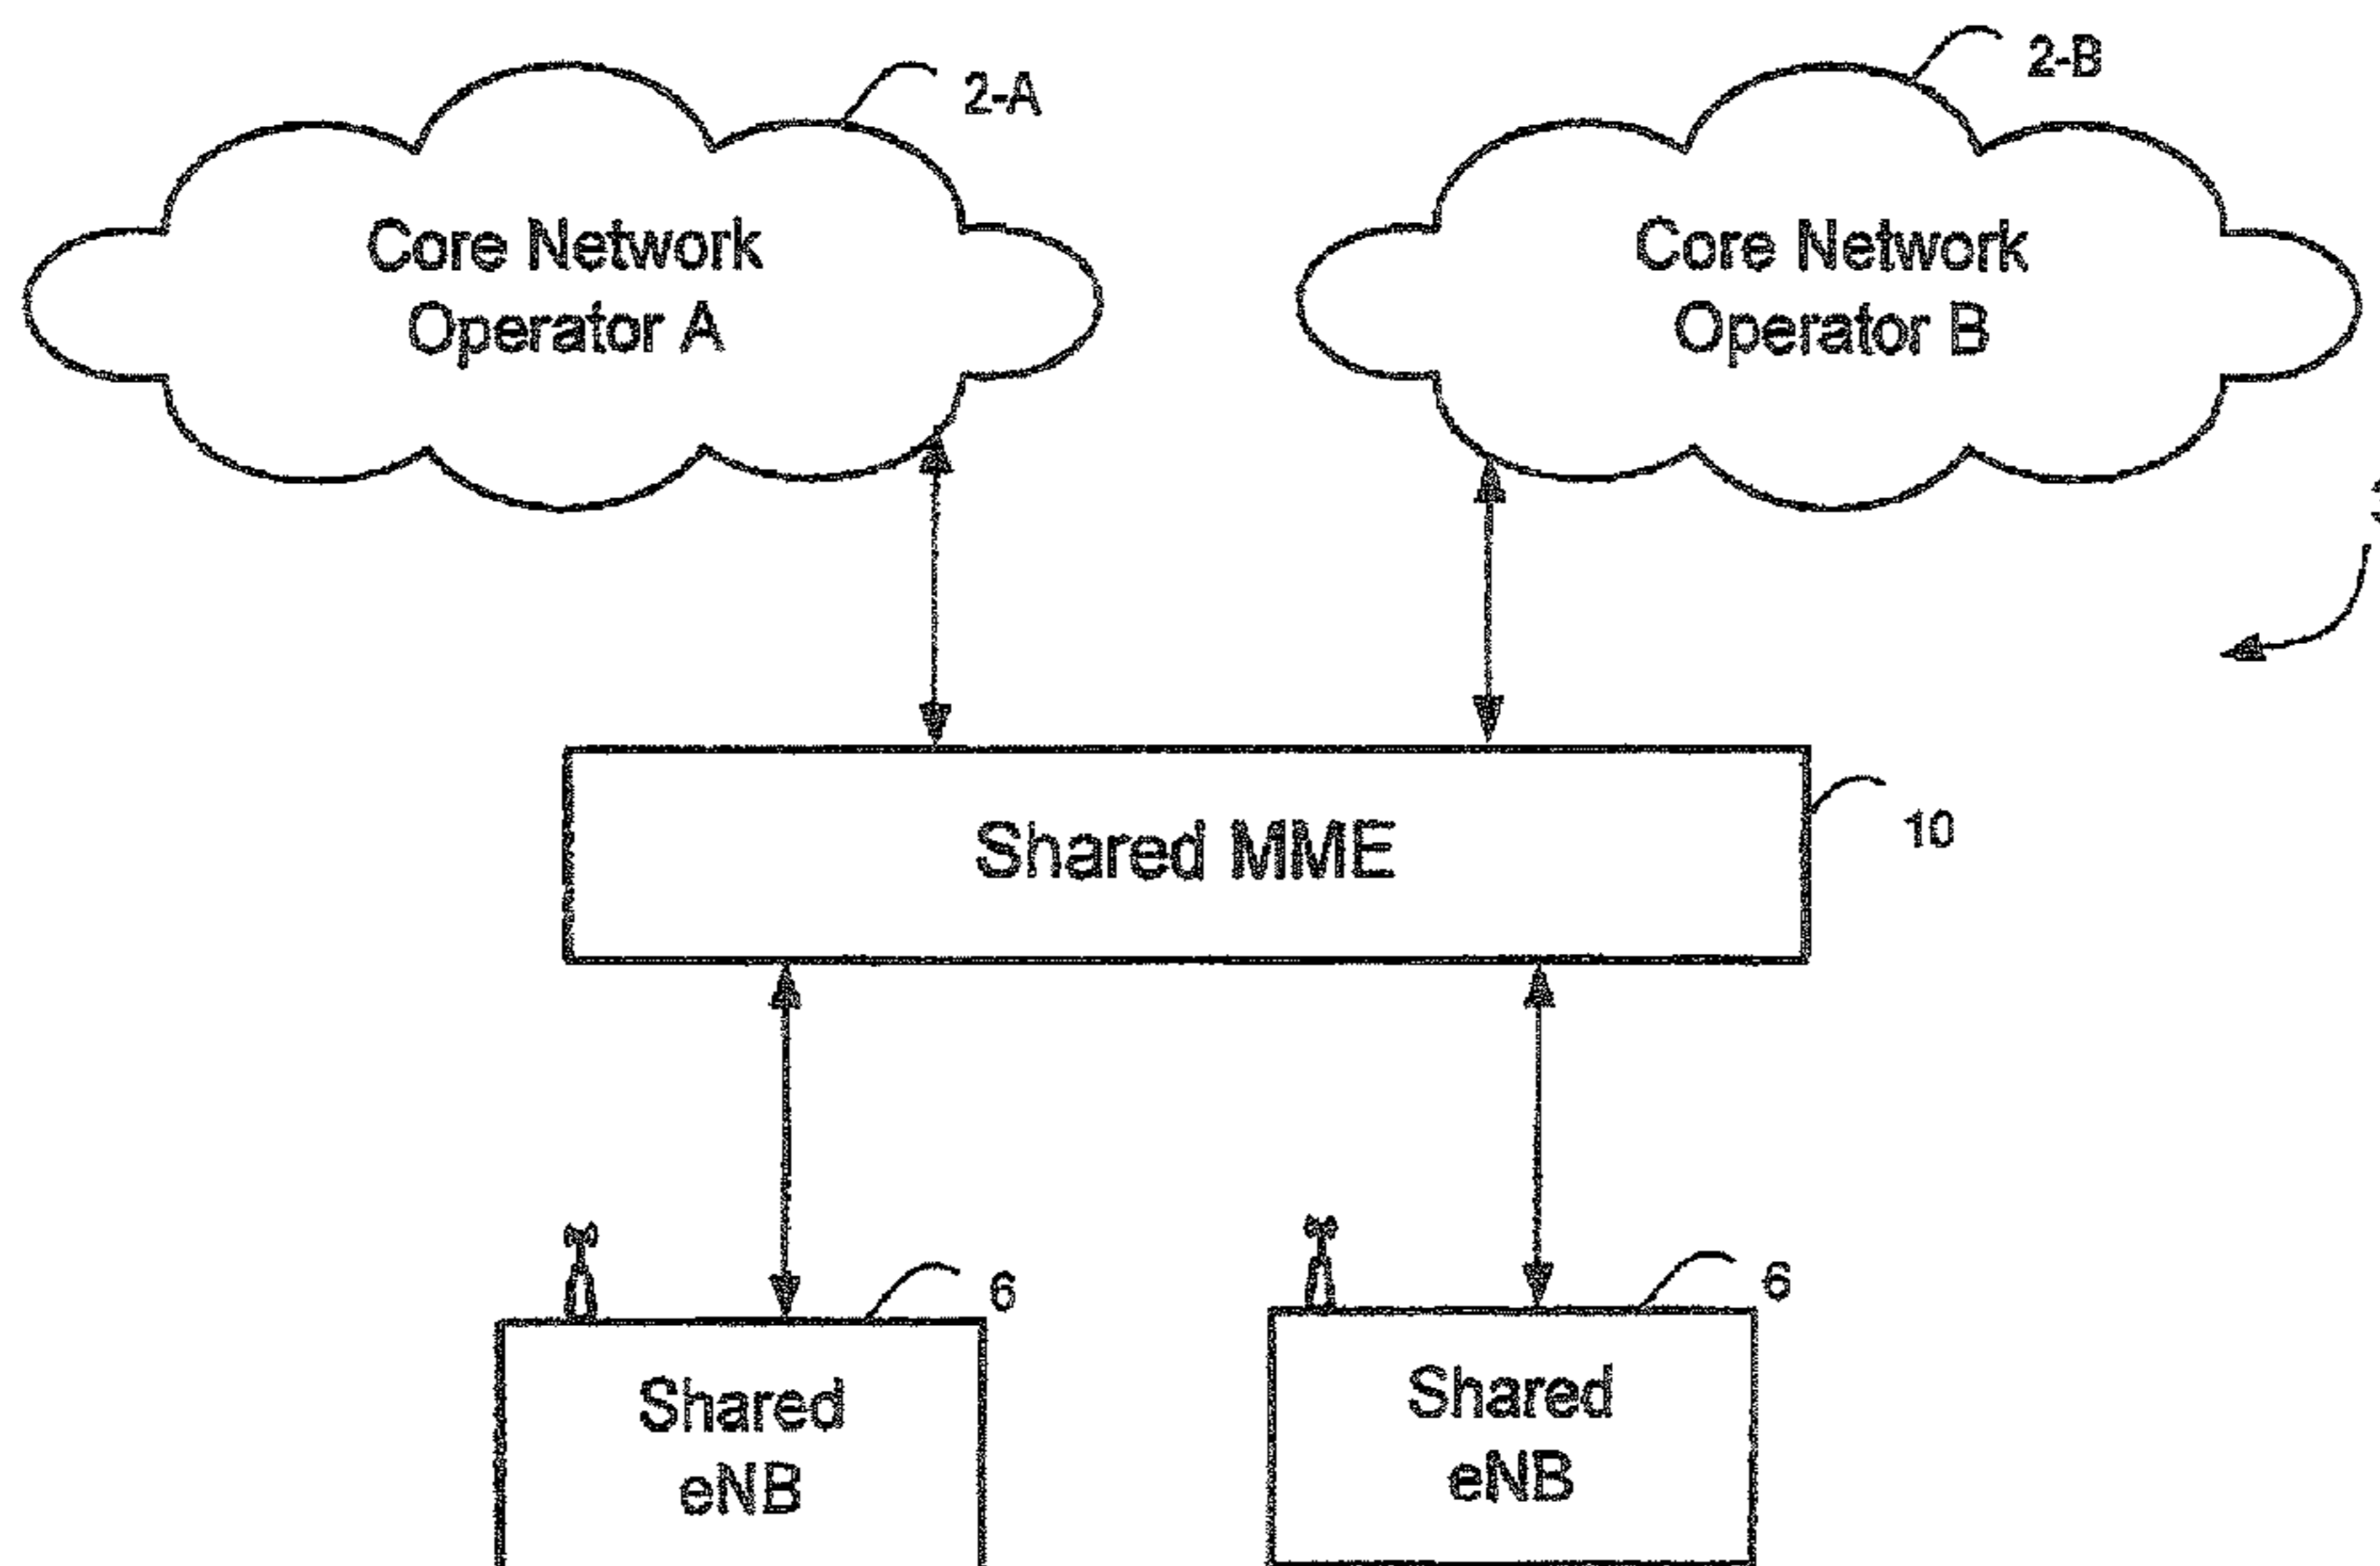 2-A
2-B
Core Network
Operator A
Core Network
Operator B
Shared MME
10
6
6
Shared
eNB
Shared
eNB